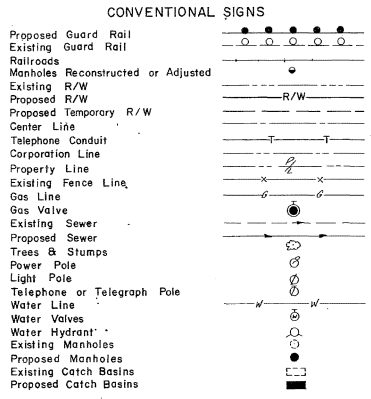 CONVENTIONAL SIGNS
Proposed Guard Rail
Existing Guard Rail
Railroads
Manholes Reconstructed or Adjusted
Existing R/W
Proposed R/W R/W
Proposed Temporary R/W
Center Line
Telephone Conduit T T
Corporation Line
Property Line P/L
Existing Fence Line x x
Gas Line G G
Gas Valve
Existing Sewer
Proposed Sewer
Trees & Stumps
Power Pole
Light Pole
Telephone or Telegraph Pole
Water Line W W
Water Valves W
Water Hydrant
Existing Manholes
Proposed Manholes
Existing Catch Basins
Proposed Catch Basins